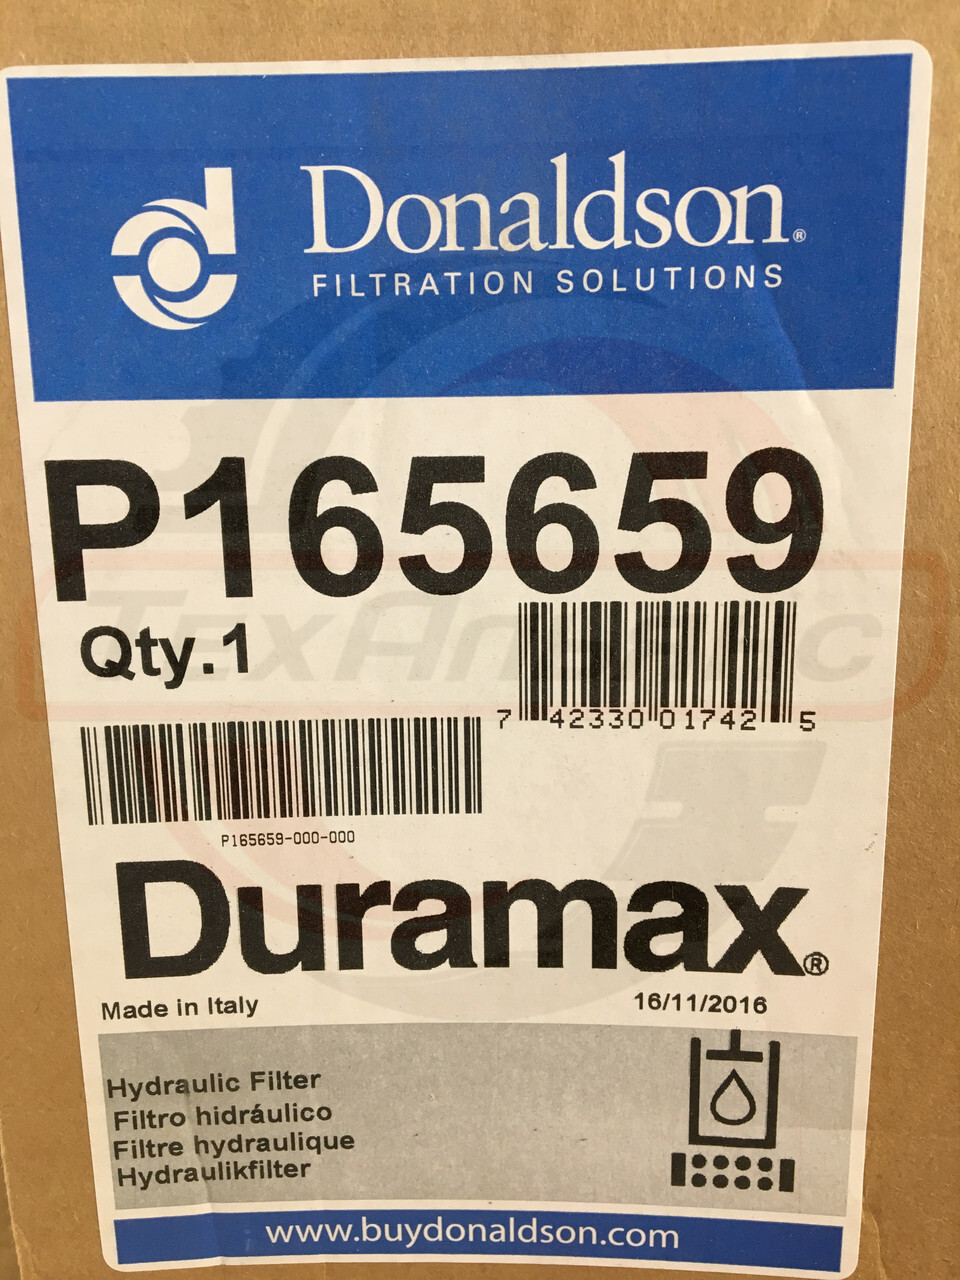 Donaldson®
FILTRATION SOLUTIONS
P165659
Qty.1
7 42330 01742 5
P165659-000-000
Duramax®
Made in Italy
16/11/2016
Hydraulic Filter
Filtro hidráulico
Filtre hydraulique
Hydraulikfilter
www.buydonaldson.com